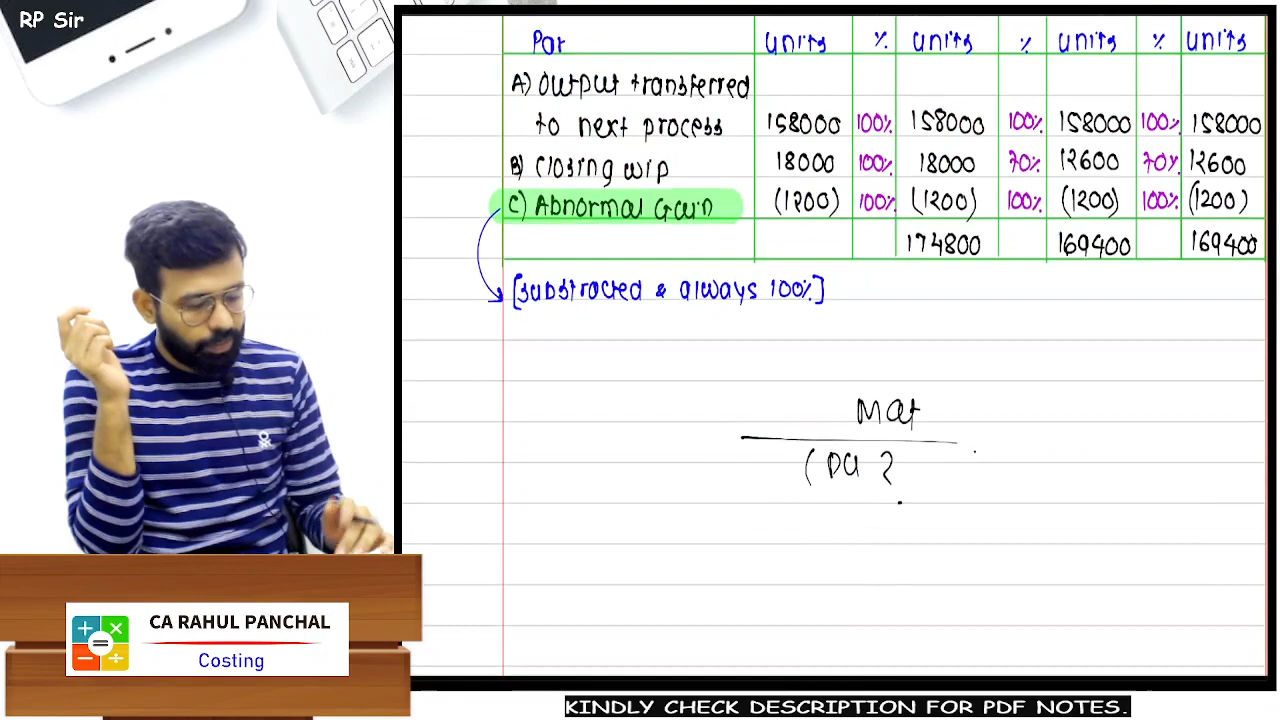 RP Sir
Par units % units % units % units
A) Output transferred
to next process 158000 100% 158000 100% 158000 100% 158000
B) Closing wip 18000 100% 18000 70% 12600 70% 12600
C) Abnormal Gain (1200) 100% (1200) 100% (1200) 100% (1200)
174800 169400 169400
[substracted & always 100%]
Mat
CA RAHUL PANCHAL
Costing
KINDLY CHECK DESCRIPTION FOR PDF NOTES.